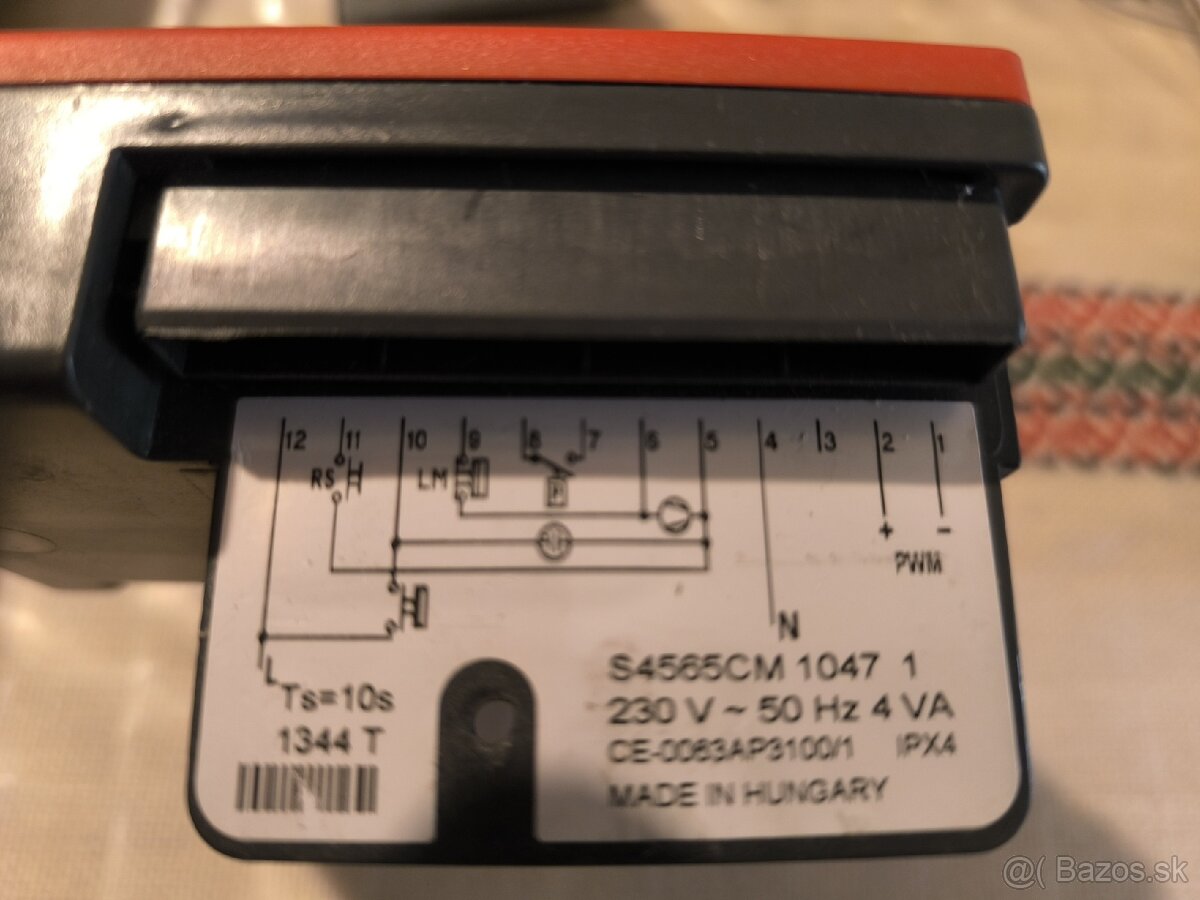 12 11 10 9 8 7 6 5 4 3 2 1
RS
LM
P
+ -
PWM
N
L
S4565CM 1047 1
Ts=10s
230 V ~ 50 Hz 4 VA
1344 T
CE-0063AP3100/1 IPX4
MADE IN HUNGARY
@( Bazos.sk